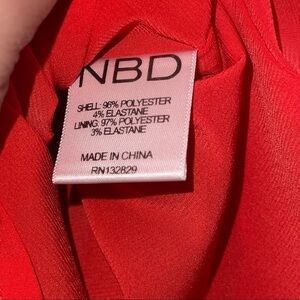 NBD
SHELL: 96% POLYESTER
4% ELASTANE
LINING: 97% POLYESTER
3% ELASTANE
MADE IN CHINA
RN132829